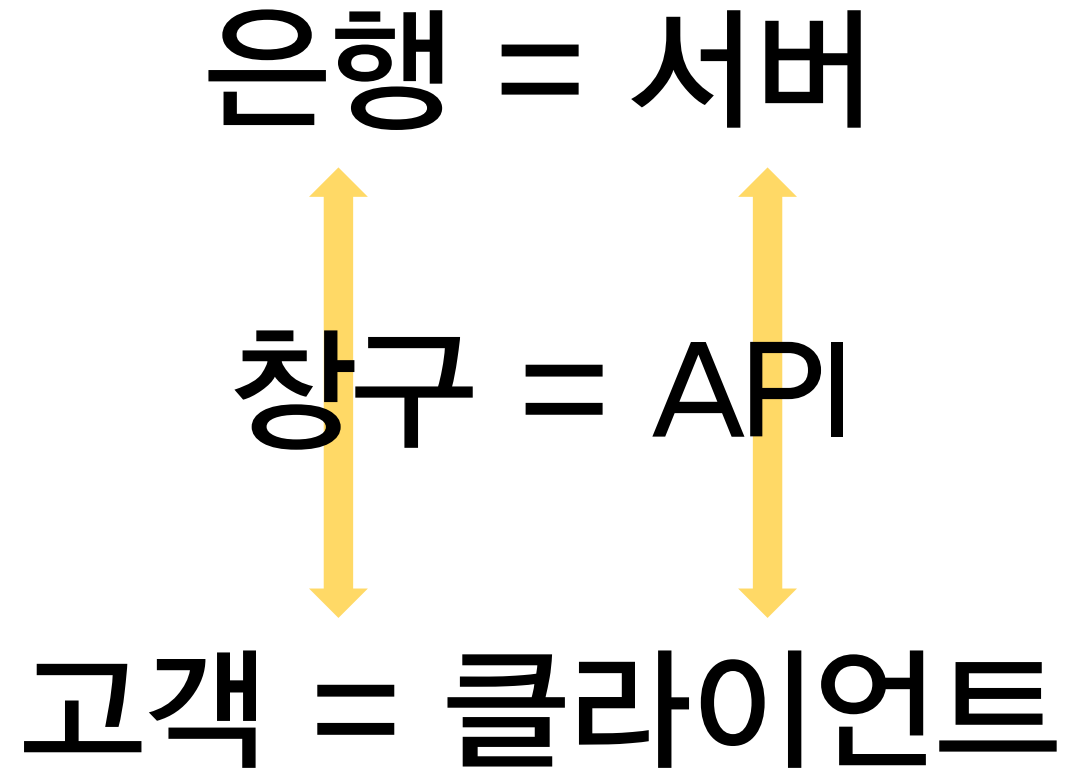 은행 = 서버
창구 = API
고객 = 클라이언트